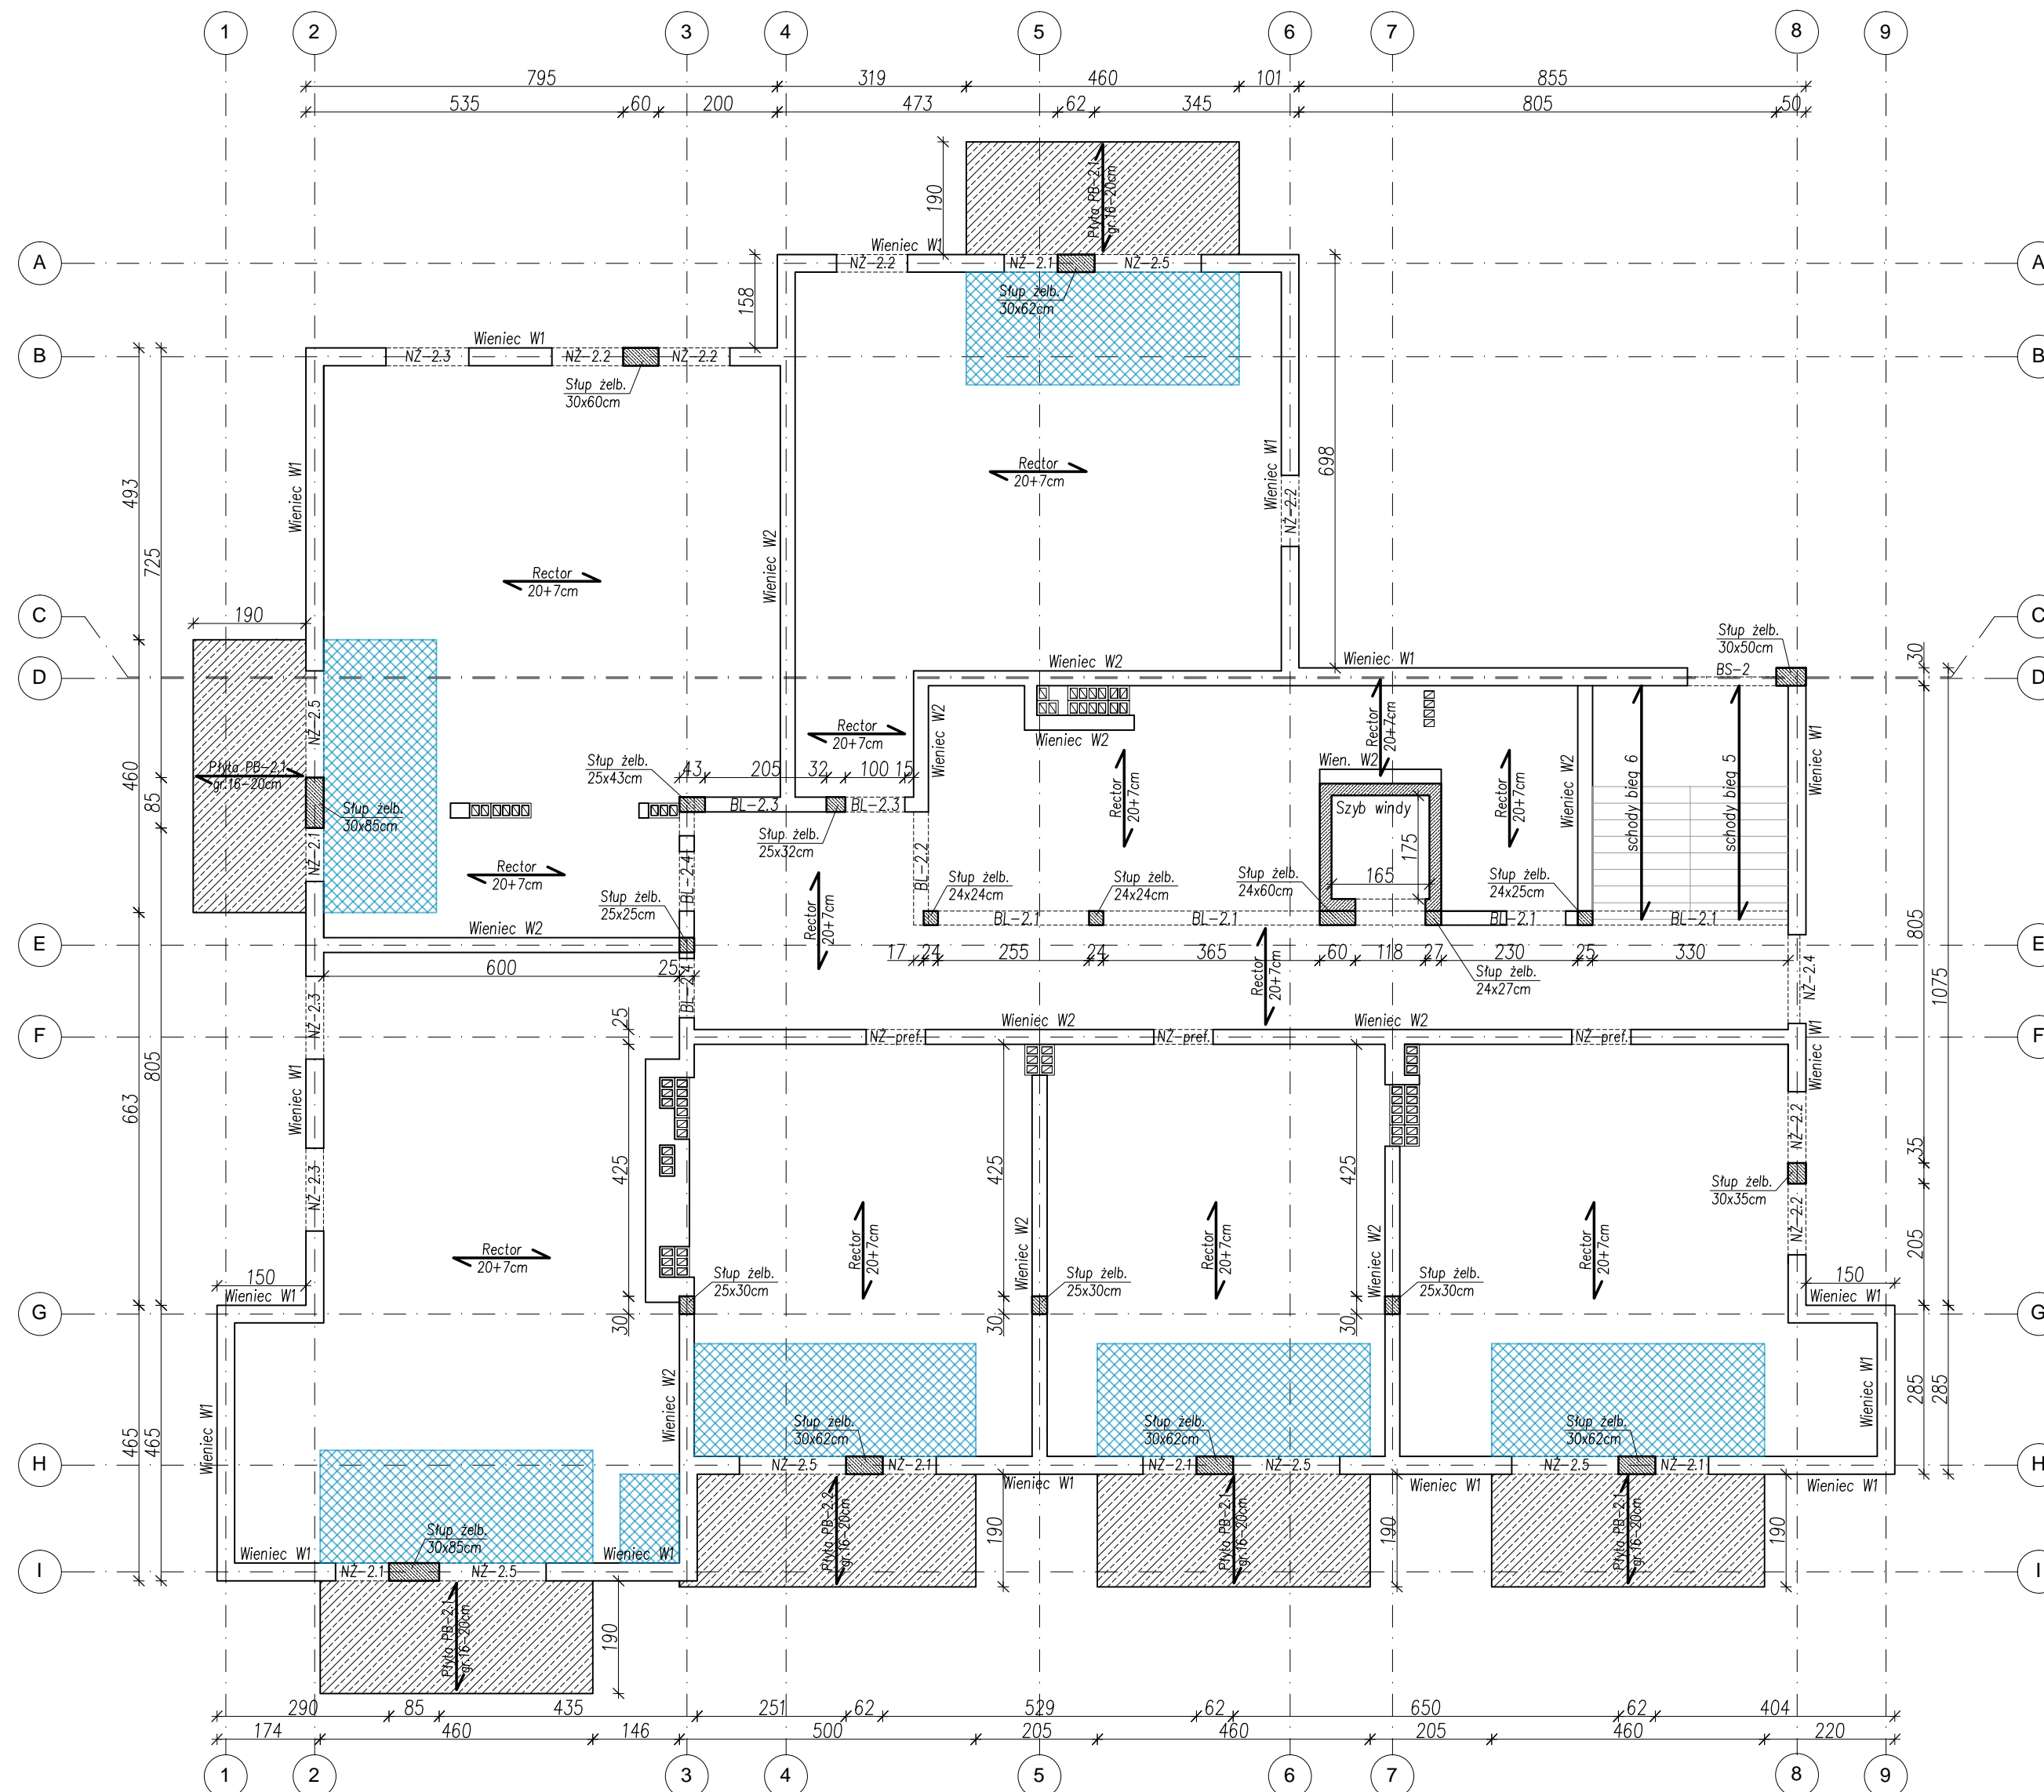 1 2 3 4 5 6 7 8 9
795 319 460 101 855
535 60 200 473 62 345 805 50
190
Płyta PB-2.1
gr.16-20cm
A A
Wieniec W1
NŻ-2.2 NŻ-2.1 NŻ-2.5
Słup żelb.
30x62cm
158
B B
Wieniec W1
NŻ-2.3 NŻ-2.2 NŻ-2.2
Słup żelb.
30x60cm
493
725
Wieniec W1
Wieniec W2
Rector
20+7cm
Wieniec W1
NŻ-2.2
698
Rector
20+7cm
C C
190
Słup żelb.
30x50cm
30
D D
Wieniec W2
Wieniec W1
BS-2
NŻ-2.5
Rector
20+7cm
Wieniec W2
Wieniec W2
Rector
20+7cm
Wien. W2
Wieniec W2
schody bieg 6
schody bieg 5
Wieniec W1
460
85
Płyta PB-2.1
gr.16-20cm
Słup żelb.
30x85cm
NŻ-2.1
Słup żelb.
25x43cm
43 205 32 100 15
BL-2.3 BL-2.3
Słup żelb.
25x32cm
Rector
20+7cm
Rector
20+7cm
Szyb windy
175
165
Rector
20+7cm
BL-2.4
BL-2.2
Słup żelb.
25x25cm
Rector
20+7cm
Słup żelb.
24x24cm
Słup żelb.
24x24cm
Słup żelb.
24x60cm
Słup żelb.
24x25cm
BL-2.1 BL-2.1 BL-2.1 BL-2.1
805
1075
E E
Wieniec W2
600 25
17 24 255 24 365 60 118 27 230 25 330
Rector
20+7cm
Słup żelb.
24x27cm
NŻ-2.3
BL-2.4
NŻ-2.4
F F
25
Wieniec W2 Wieniec W2
NŻ-pref. NŻ-pref. NŻ-pref.
Wieniec W1
Wieniec W1
663
805
NŻ-2.3
425 425 425
NŻ-2.2
35
Słup żelb.
30x35cm
NŻ-2.2
205
Rector
20+7cm
Rector
20+7cm
Rector
20+7cm
Rector
20+7cm
Wieniec W2
Wieniec W2
Słup żelb.
25x30cm
Słup żelb.
25x30cm
Słup żelb.
25x30cm
150
Wieniec W1
150
Wieniec W1
G G
30 30 30
465
465
Wieniec W1
Wieniec W2
Wieniec W1
285
285
Słup żelb.
30x62cm
Słup żelb.
30x62cm
Słup żelb.
30x62cm
H H
NŻ-2.5 NŻ-2.1 NŻ-2.1 NŻ-2.5 NŻ-2.5 NŻ-2.1
Wieniec W1 Wieniec W1 Wieniec W1
Płyta PB-2.2
gr.16-20cm
190
Płyta PB-2.1
gr.16-20cm
190
Płyta PB-2.1
gr.16-20cm
190
Słup żelb.
30x85cm
Wieniec W1 Wieniec W1
I I
NŻ-2.1 NŻ-2.5
Płyta PB-2.1
gr.16-20cm
190
290 85 435 251 62 529 62 650 62 404
174 460 146 500 205 460 205 460 220
1 2 3 4 5 6 7 8 9